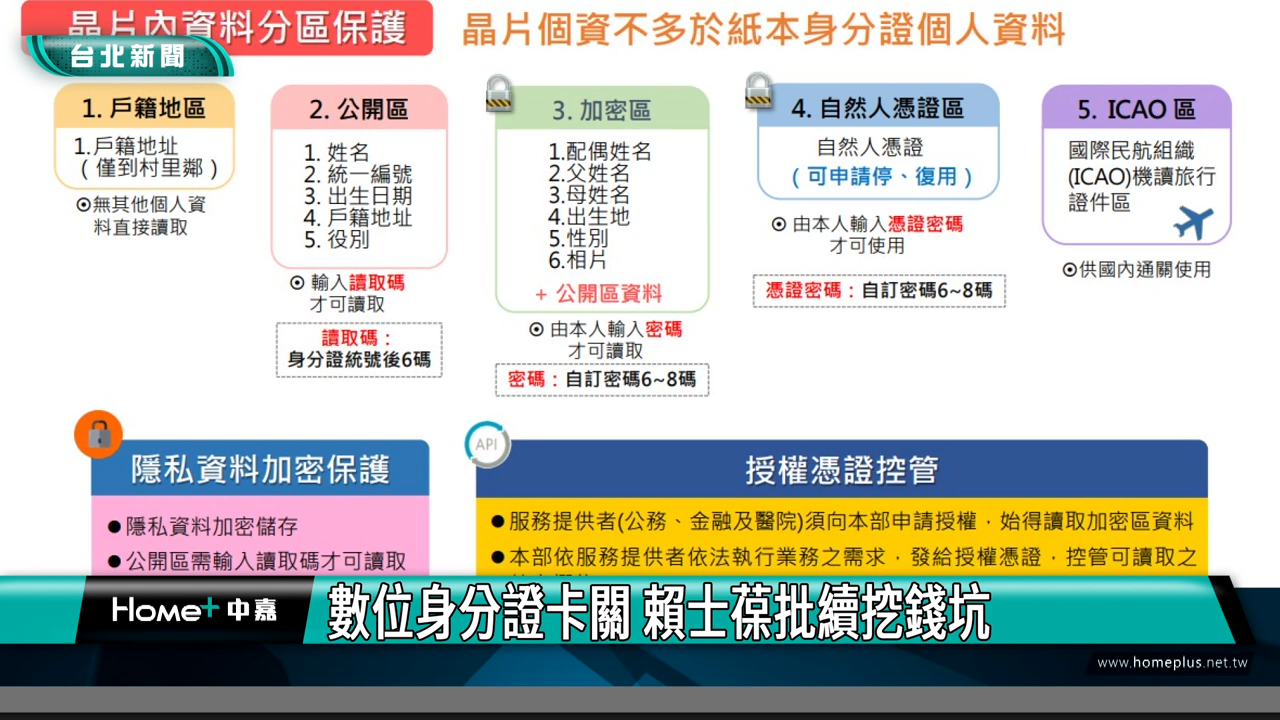 晶片內資料分區保護
晶片個資不多於紙本身分證個人資料
台北新聞
1. 戶籍地區
1.戶籍地址
（僅到村里鄰）
⊙無其他個人資
料直接讀取
2. 公開區
1. 姓名
2. 統一編號
3. 出生日期
4. 戶籍地址
5. 役別
⊙ 輸入讀取碼
才可讀取
讀取碼：
身分證統號後6碼
3. 加密區
1.配偶姓名
2.父姓名
3.母姓名
4.出生地
5.性別
6.相片
+ 公開區資料
⊙ 由本人輸入密碼
才可讀取
密碼：自訂密碼6~8碼
4. 自然人憑證區
自然人憑證
（可申請停、復用）
⊙ 由本人輸入憑證密碼
才可使用
憑證密碼：自訂密碼6~8碼
5. ICAO 區
國際民航組織
(ICAO)機讀旅行
證件區
⊙供國內通關使用
隱私資料加密保護
●隱私資料加密儲存
●公開區需輸入讀取碼才可讀取
API
授權憑證控管
●服務提供者(公務、金融及醫院)須向本部申請授權，始得讀取加密區資料
●本部依服務提供者依法執行業務之需求，發給授權憑證，控管可讀取之
Home+中嘉
數位身分證卡關 賴士葆批續挖錢坑
www.homeplus.net.tw